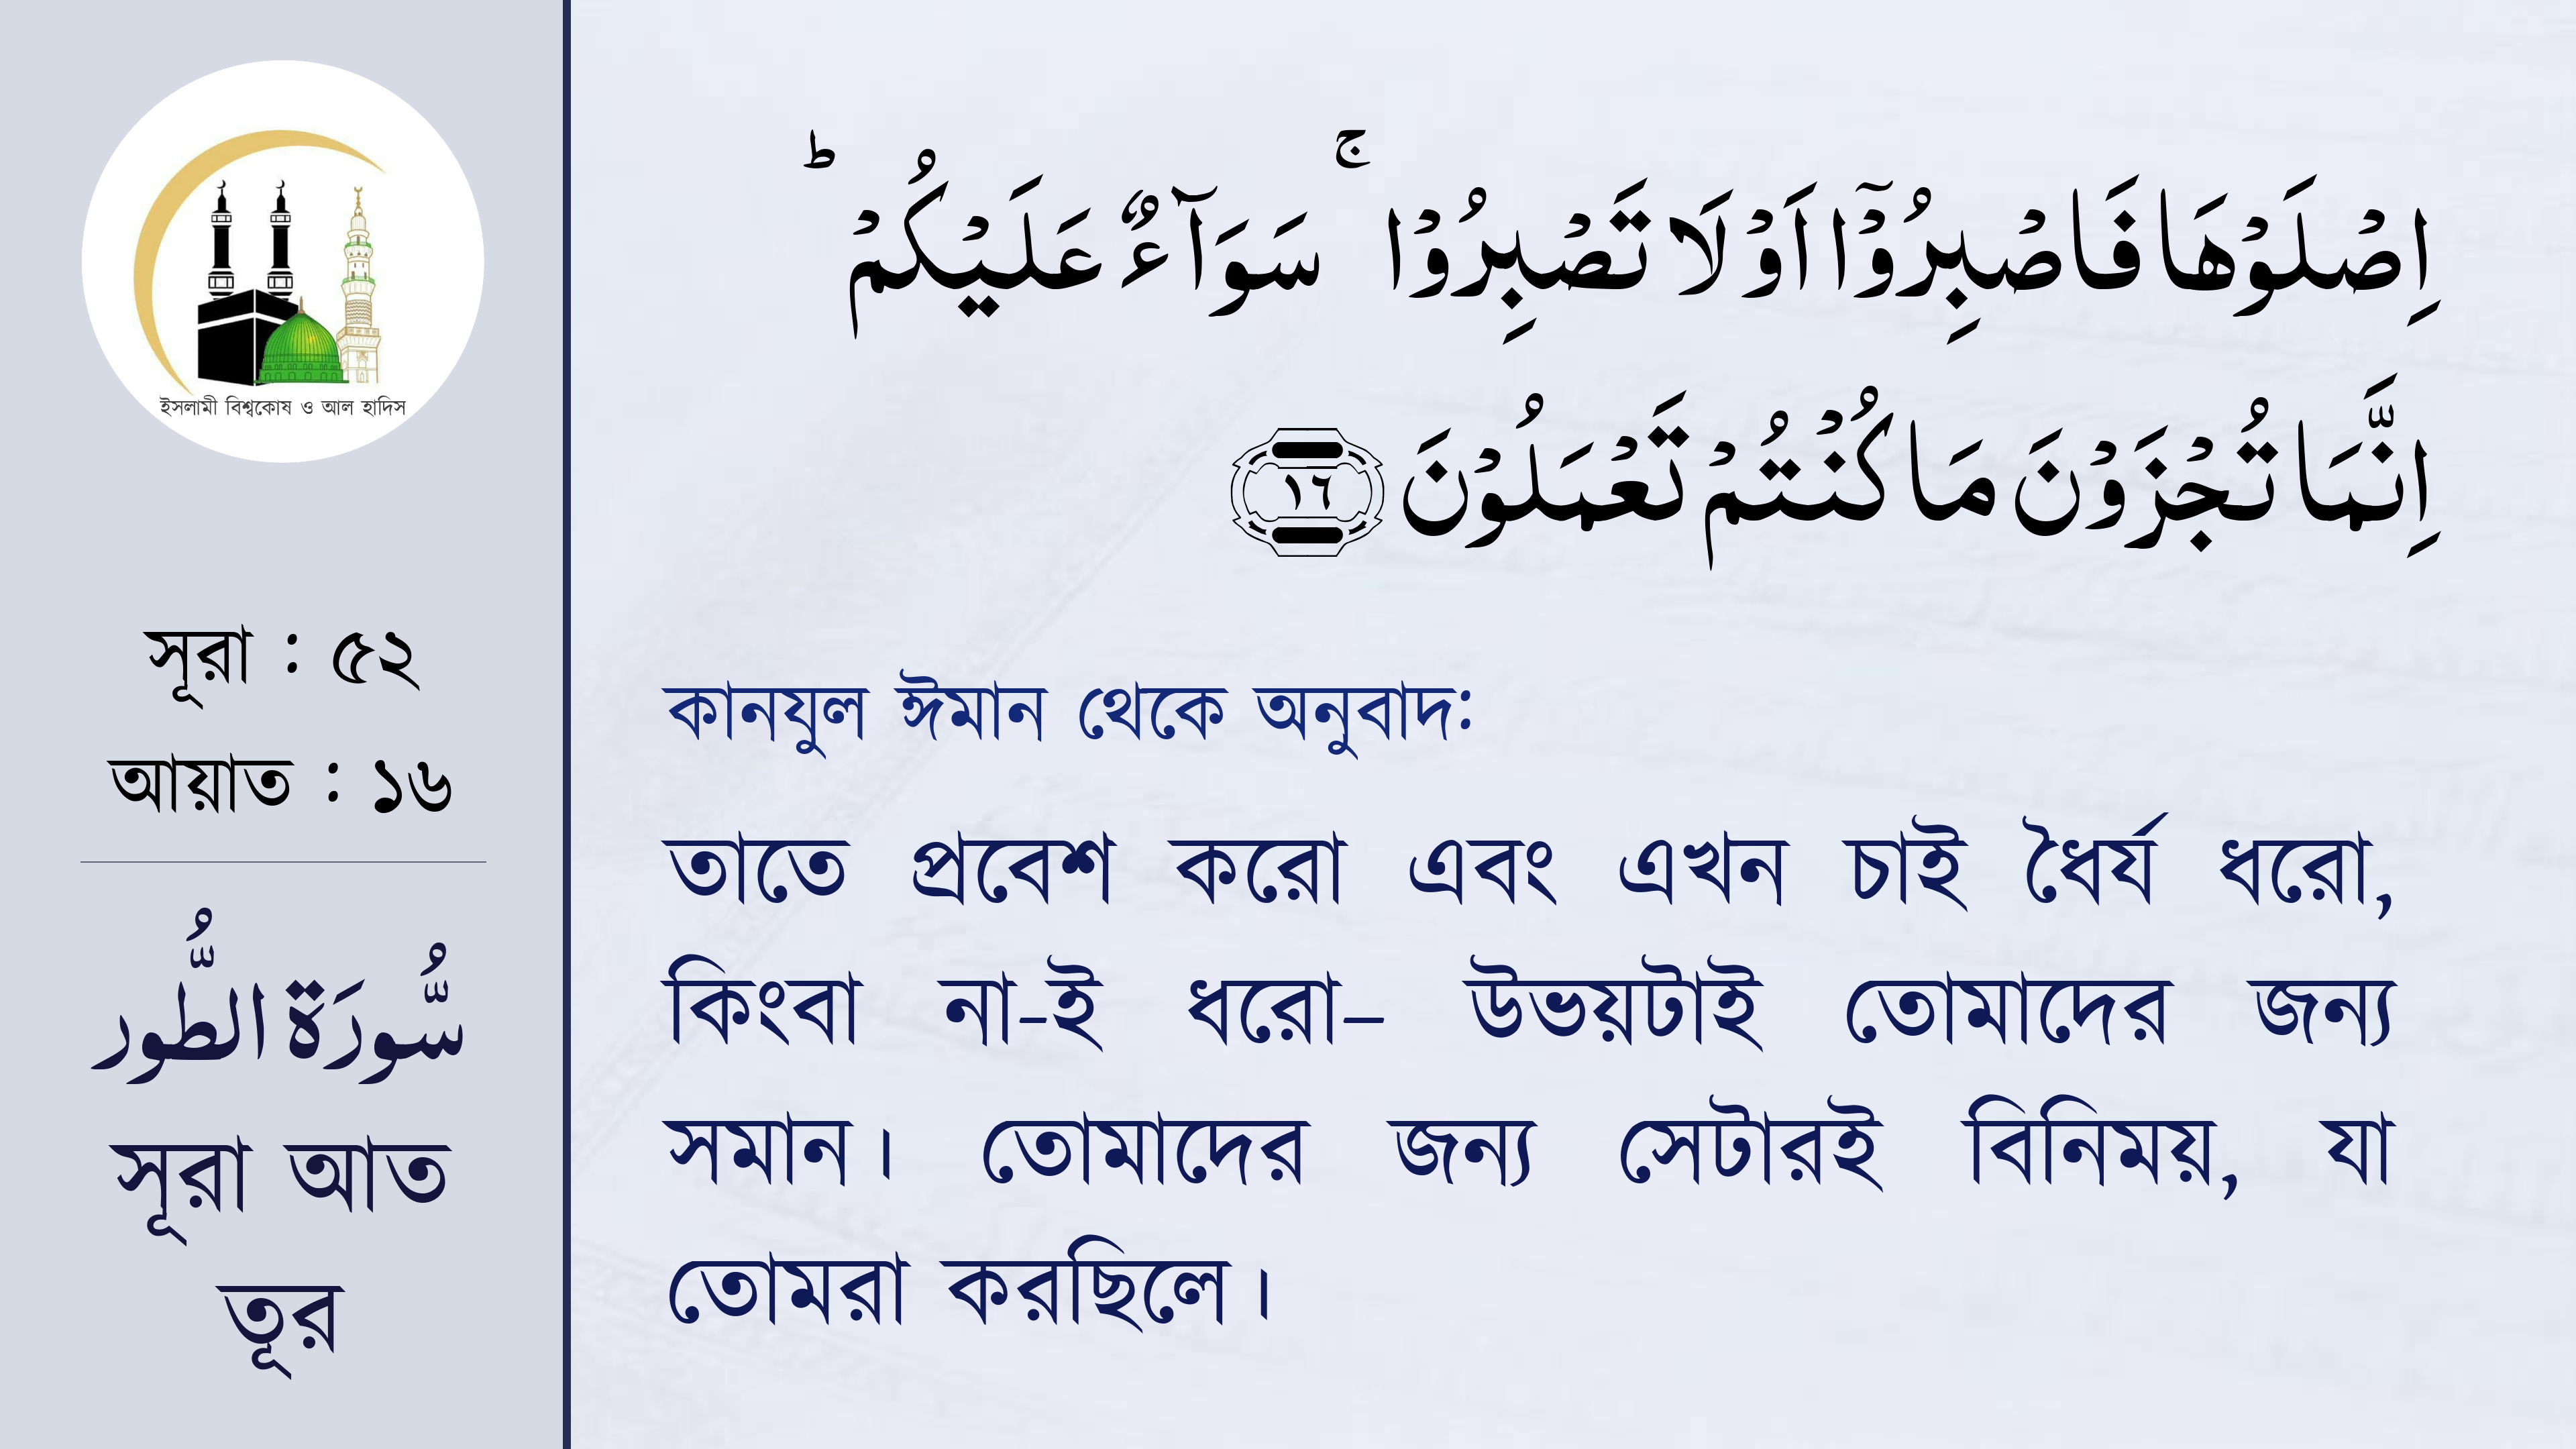 ইসলামী বিশ্বকোষ ও আল হাদিস
সূরা : ৫২
আয়াত : ১৬
سُّورَة الطُّور
সূরা আত
তূর
اِصْلَوْهَا فَاصْبِرُوْۤا اَوْ لَا تَصْبِرُوْا ۚ سَوَآءٌ عَلَيْكُمْ ؕ
اِنَّمَا تُجْزَوْنَ مَا كُنْتُمْ تَعْمَلُوْنَ ۝١٦
কানযুল ঈমান থেকে অনুবাদ:
তাতে প্রবেশ করো এবং এখন চাই ধৈর্য ধরো,
কিংবা না-ই ধরো– উভয়টাই তোমাদের জন্য
সমান। তোমাদের জন্য সেটারই বিনিময়, যা
তোমরা করছিলে।